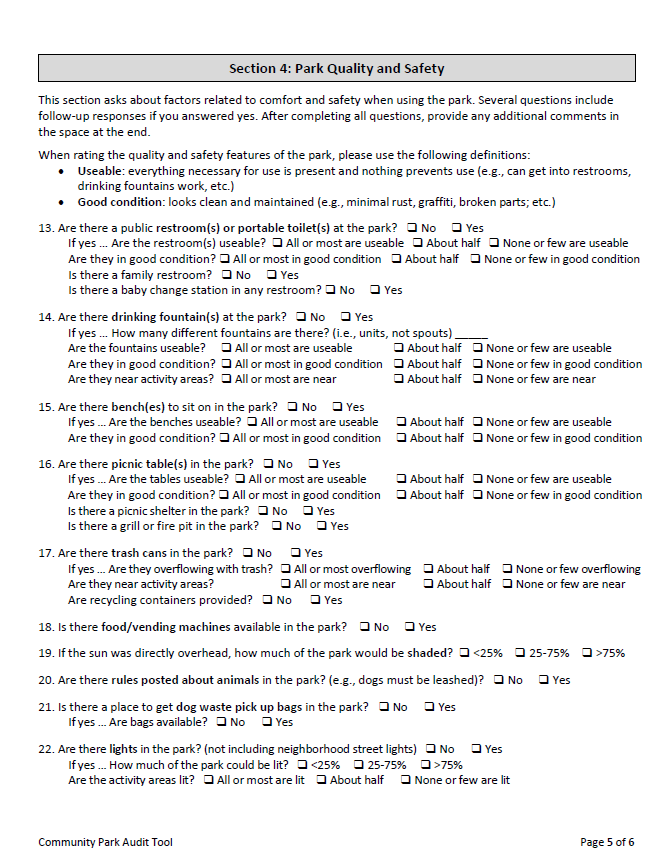 Section 4: Park Quality and Safety
This section asks about factors related to comfort and safety when using the park. Several questions include
follow-up responses if you answered yes. After completing all questions, provide any additional comments in
the space at the end.
When rating the quality and safety features of the park, please use the following definitions:
• Useable: everything necessary for use is present and nothing prevents use (e.g., can get into restrooms,
drinking fountains work, etc.)
• Good condition: looks clean and maintained (e.g., minimal rust, graffiti, broken parts; etc.)
13. Are there a public restroom(s) or portable toilet(s) at the park? ❑ No ❑ Yes
If yes … Are the restroom(s) useable? ❑ All or most are useable ❑ About half ❑ None or few are useable
Are they in good condition? ❑ All or most in good condition ❑ About half ❑ None or few in good condition
Is there a family restroom? ❑ No ❑ Yes
Is there a baby change station in any restroom? ❑ No ❑ Yes
14. Are there drinking fountain(s) at the park? ❑ No ❑ Yes
If yes … How many different fountains are there? (i.e., units, not spouts) _____
Are the fountains useable? ❑ All or most are useable ❑ About half ❑ None or few are useable
Are they in good condition? ❑ All or most in good condition ❑ About half ❑ None or few in good condition
Are they near activity areas? ❑ All or most are near ❑ About half ❑ None or few are near
15. Are there bench(es) to sit on in the park? ❑ No ❑ Yes
If yes … Are the benches useable? ❑ All or most are useable ❑ About half ❑ None or few are useable
Are they in good condition? ❑ All or most in good condition ❑ About half ❑ None or few in good condition
16. Are there picnic table(s) in the park? ❑ No ❑ Yes
If yes … Are the tables useable? ❑ All or most are useable ❑ About half ❑ None or few are useable
Are they in good condition? ❑ All or most in good condition ❑ About half ❑ None or few in good condition
Is there a picnic shelter in the park? ❑ No ❑ Yes
Is there a grill or fire pit in the park? ❑ No ❑ Yes
17. Are there trash cans in the park? ❑ No ❑ Yes
If yes … Are they overflowing with trash? ❑ All or most overflowing ❑ About half ❑ None or few overflowing
Are they near activity areas? ❑ All or most are near ❑ About half ❑ None or few are near
Are recycling containers provided? ❑ No ❑ Yes
18. Is there food/vending machines available in the park? ❑ No ❑ Yes
19. If the sun was directly overhead, how much of the park would be shaded? ❑ <25% ❑ 25-75% ❑ >75%
20. Are there rules posted about animals in the park? (e.g., dogs must be leashed)? ❑ No ❑ Yes
21. Is there a place to get dog waste pick up bags in the park? ❑ No ❑ Yes
If yes … Are bags available? ❑ No ❑ Yes
22. Are there lights in the park? (not including neighborhood street lights) ❑ No ❑ Yes
If yes … How much of the park could be lit? ❑ <25% ❑ 25-75% ❑ >75%
Are the activity areas lit? ❑ All or most are lit ❑ About half ❑ None or few are lit
Community Park Audit Tool Page 5 of 6